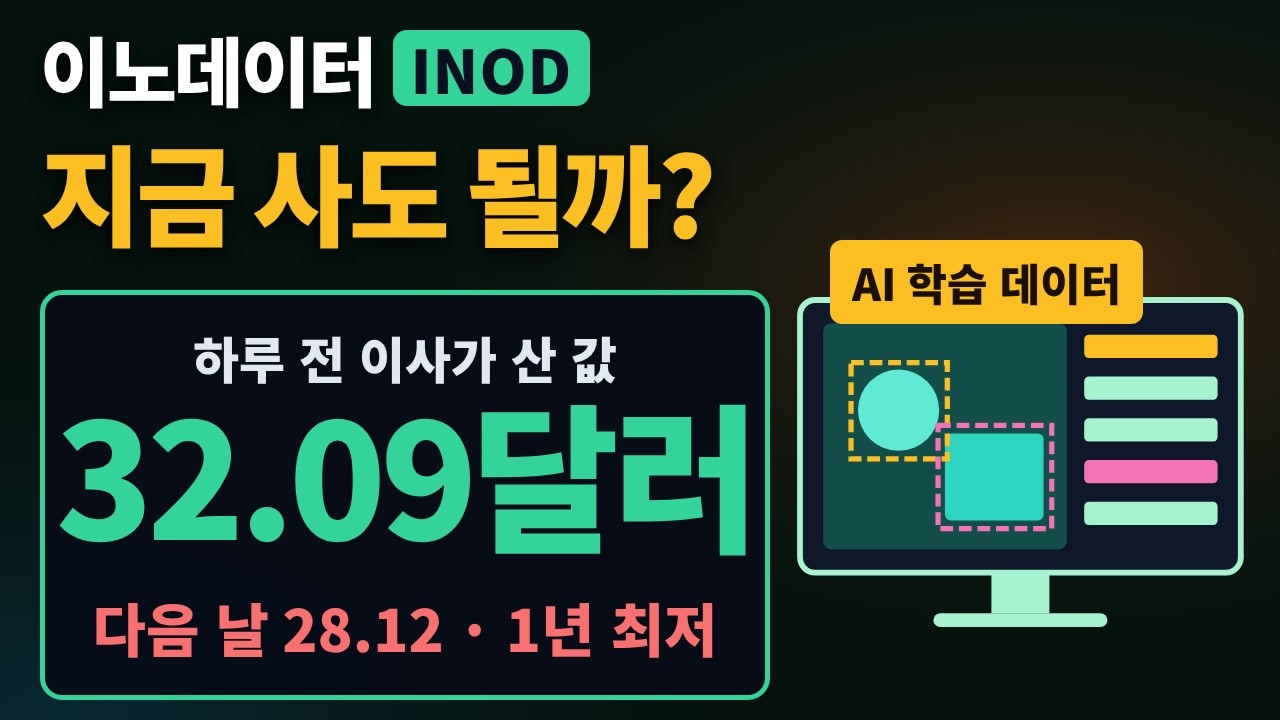 이노데이터 INOD
지금 사도 될까?
하루 전 이사가 산 값
32.09달러
다음 날 28.12 · 1년 최저
AI 학습 데이터